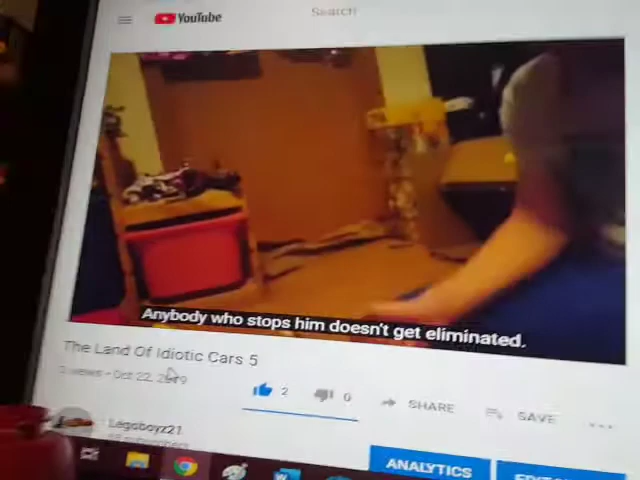 YouTube
Search
Anybody who stops him doesn't get eliminated.
The Land Of Idiotic Cars 5
views • Oct 22, 2019
2
0
SHARE
SAVE
Legoboyz21
subscribers
ANALYTICS